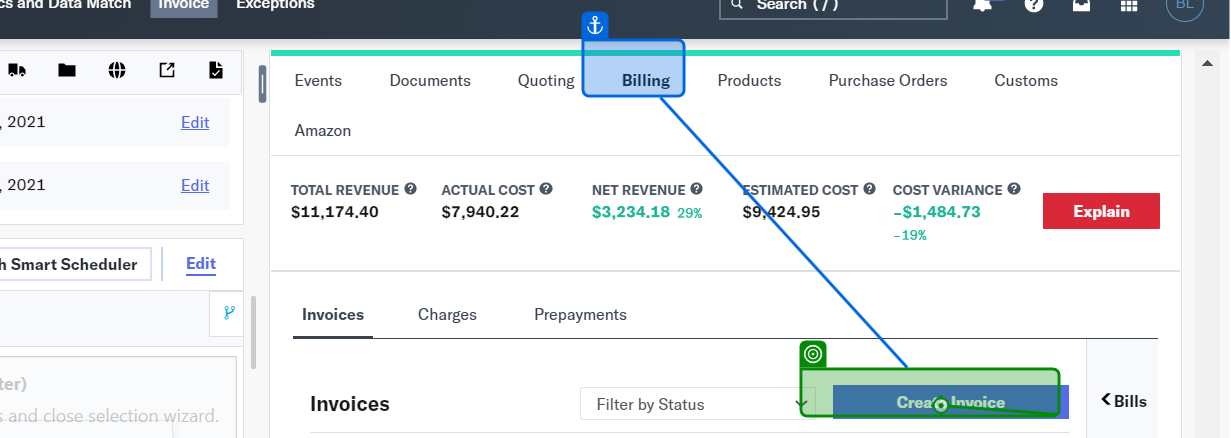 cs and Data Match Invoice Exceptions Search ( / ) BL
Events Documents Quoting Billing Products Purchase Orders Customs
Amazon
, 2021 Edit
, 2021 Edit
TOTAL REVENUE ACTUAL COST NET REVENUE ESTIMATED COST COST VARIANCE
$11,174.40 $7,940.22 $3,234.18 29% $9,424.95 -$1,484.73 Explain
-19%
h Smart Scheduler Edit
Invoices Charges Prepayments
ter)
s and close selection wizard.
Invoices Filter by Status Create Invoice Bills